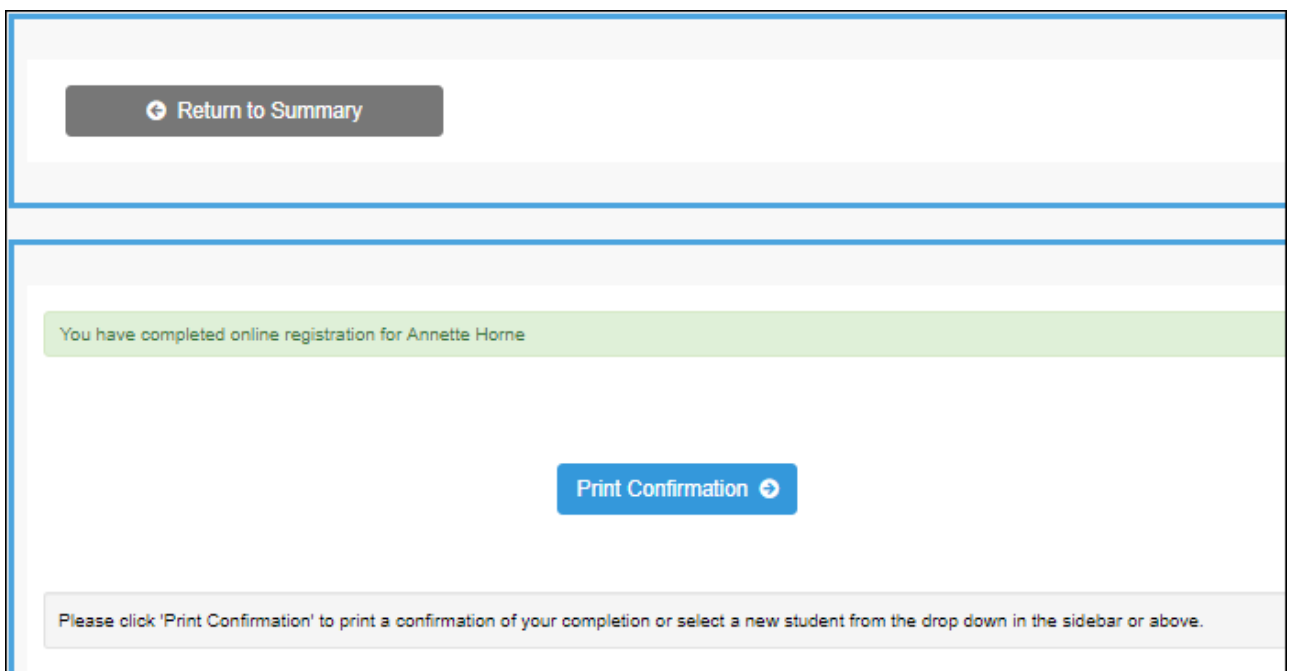 Return to Summary
You have completed online registration for Annette Horne
Print Confirmation
Please click 'Print Confirmation' to print a confirmation of your completion or select a new student from the drop down in the sidebar or above.